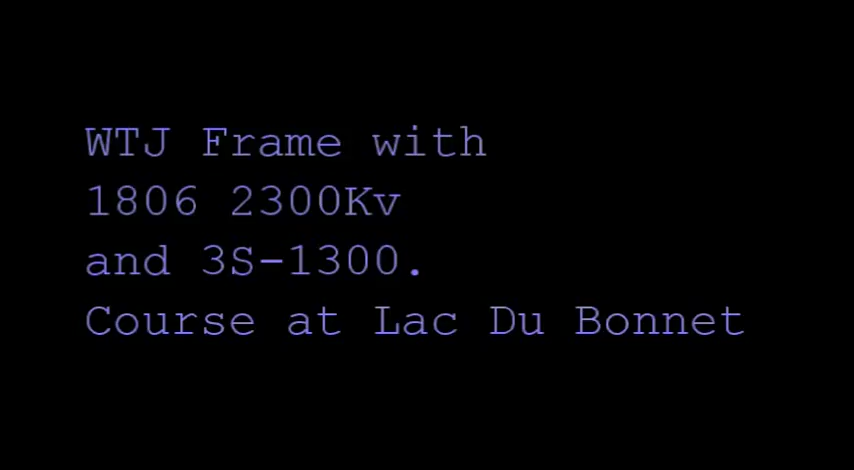 WTJ Frame with
1806 2300Kv
and 3S-1300.
Course at Lac Du Bonnet